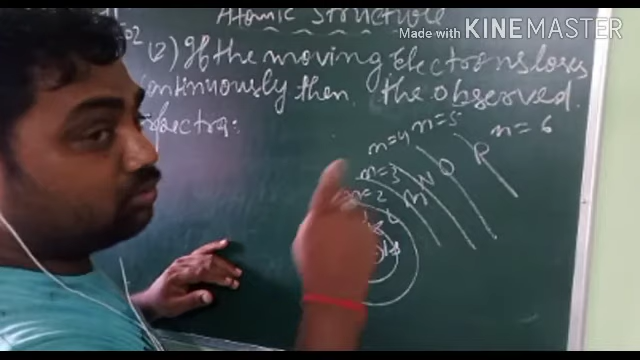 Atomic Structure
Made with KINEMASTER
(2) If the moving Electrons loses
continuously then the observed
spectra:
n=4 n=5 n=6
n=3
n=2
M N O P
L